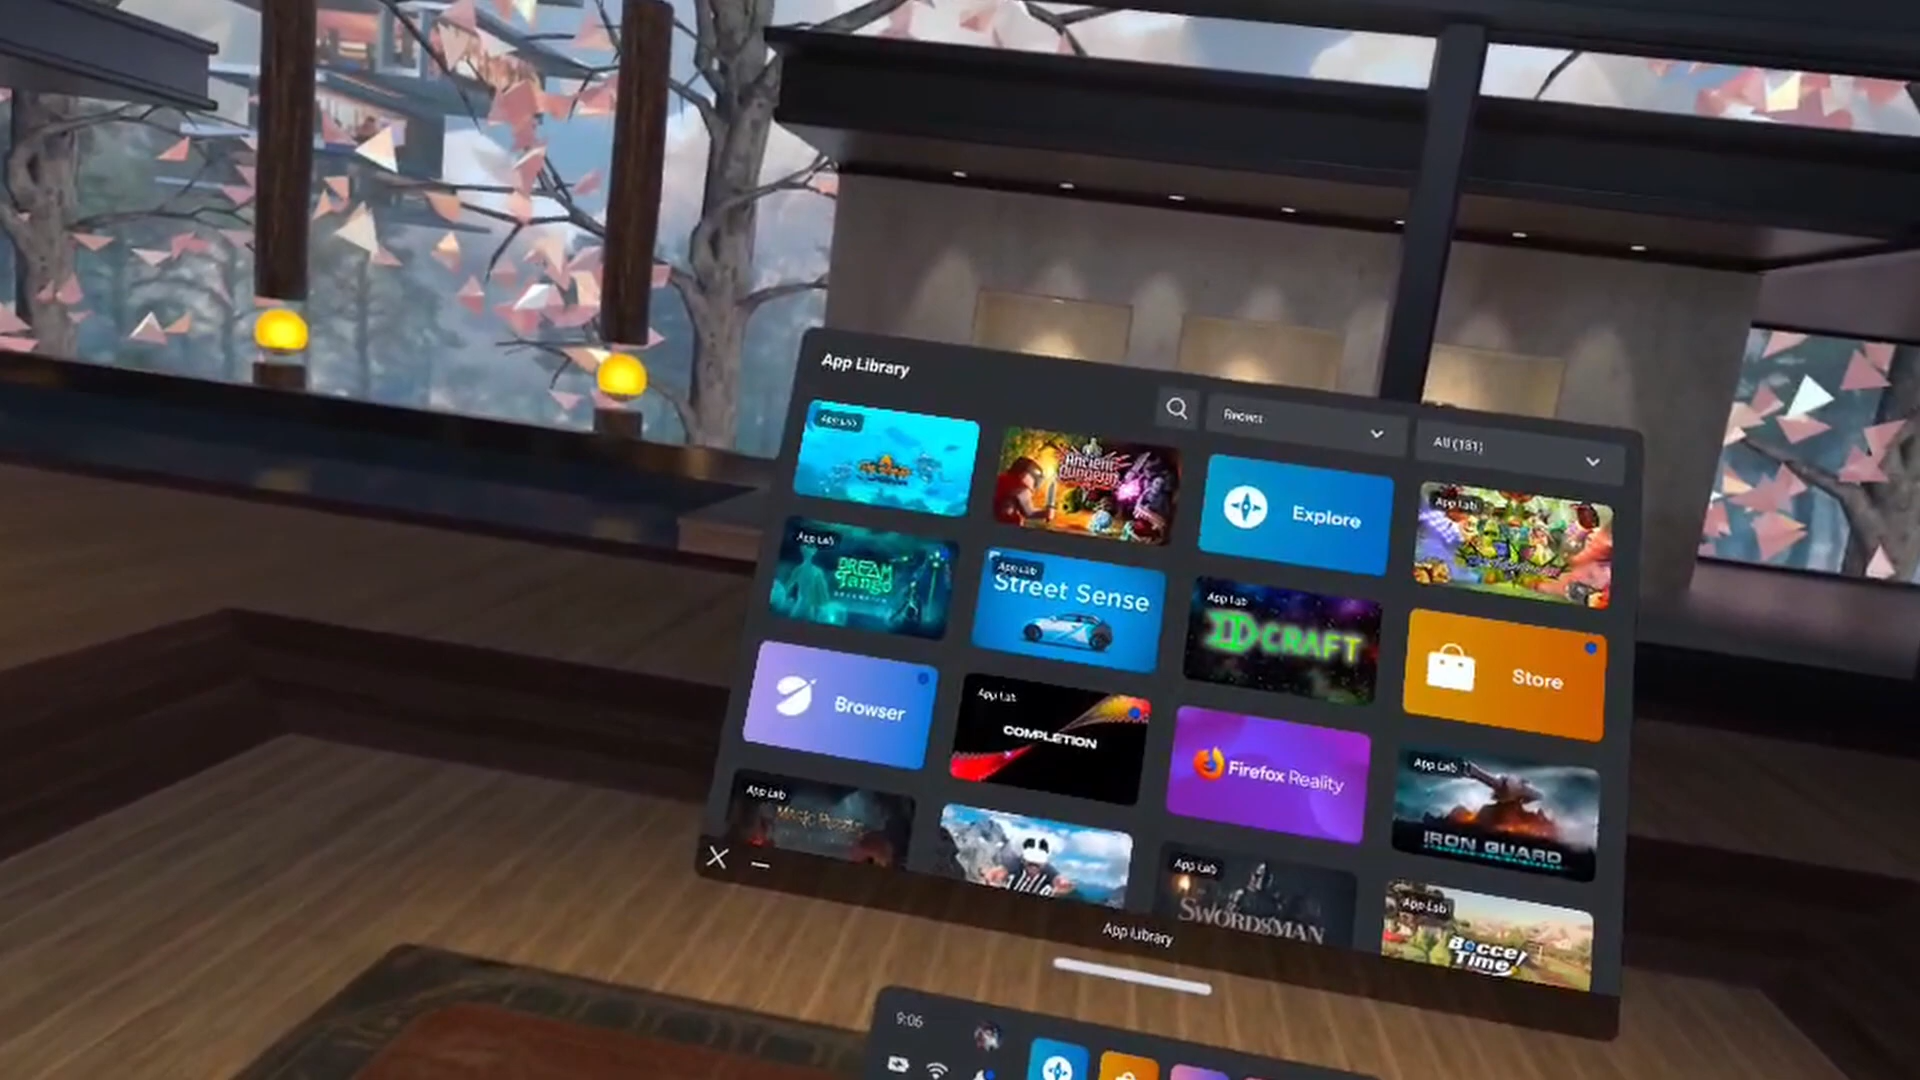 App Library
Recent
All (181)
App Lab
Ancient
Dungeon
Explore
App Lab
App Lab
DREAM
Tango
App Lab
Street Sense
App Lab
CRAFT
Store
Browser
App Lab
COMPLETION
Firefox Reality
App Lab
IRON GUARD
App Lab
App Lab
SWORDSMAN
App Lab
Bocce
Time!
App Library
9:06